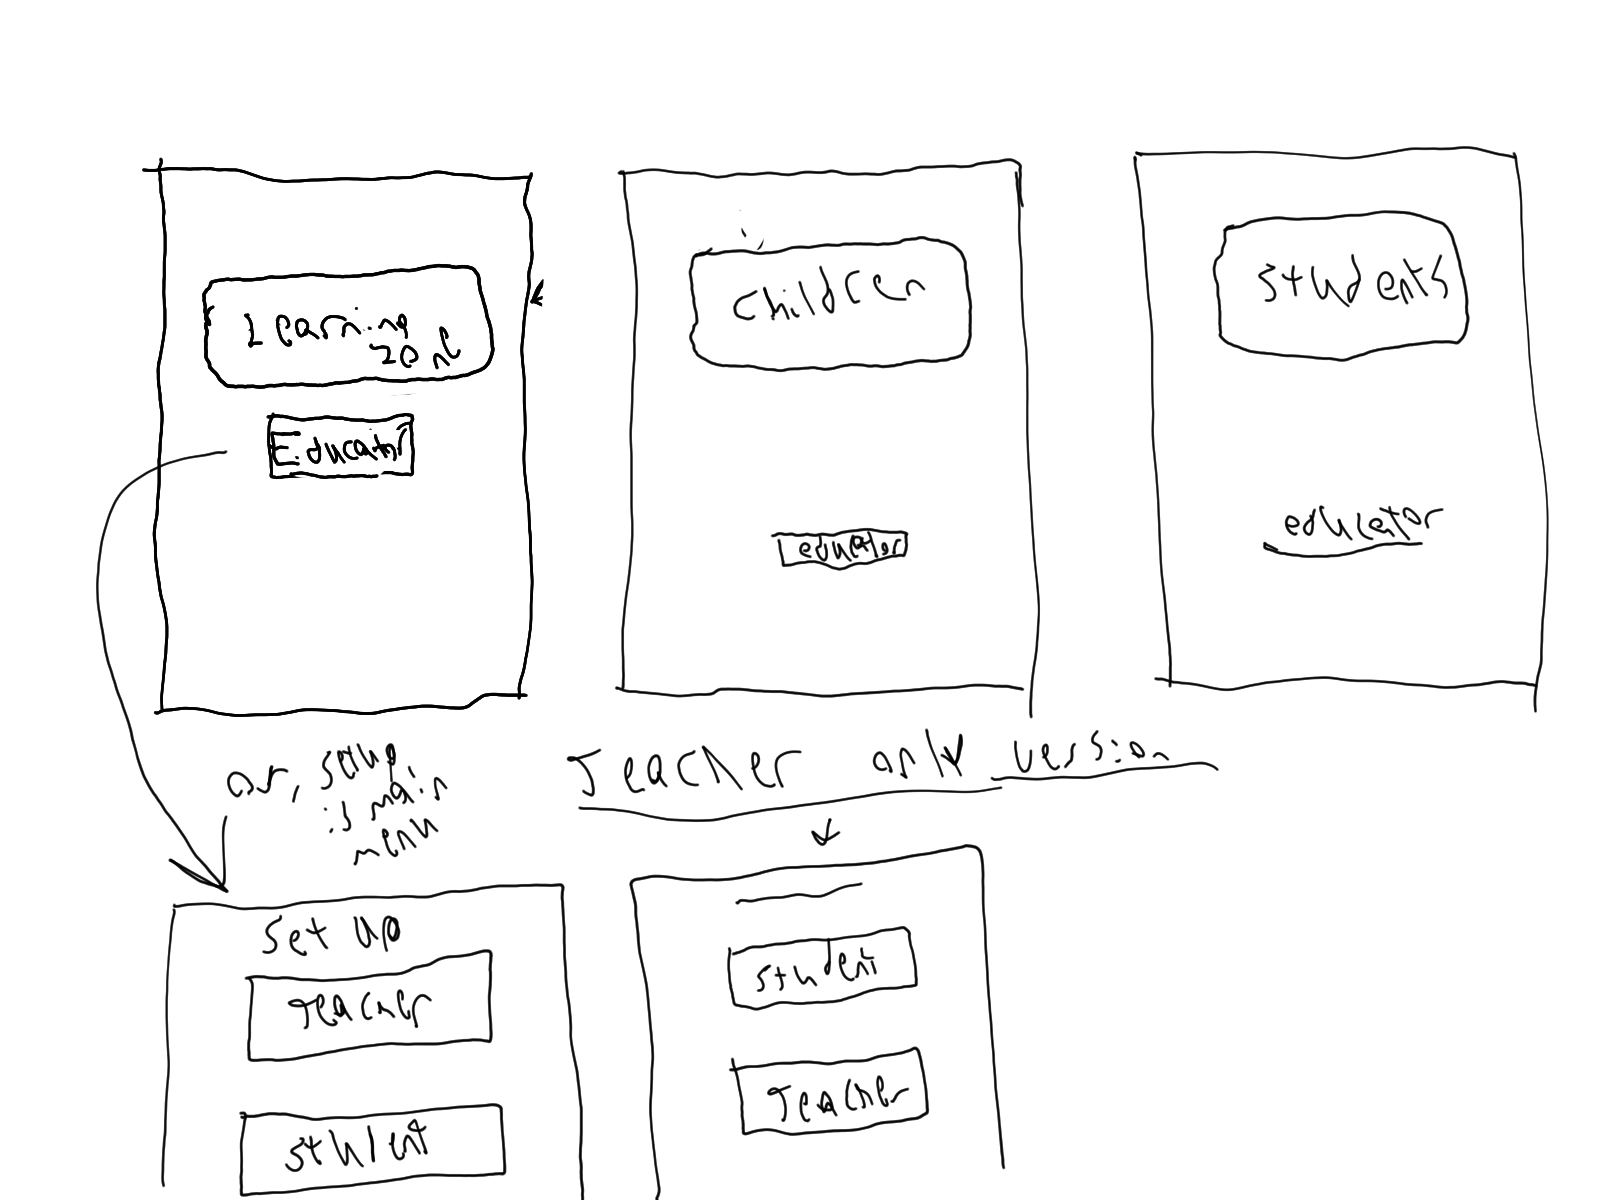 Learning
zone
Educator
children
educator
students
educator
or, setup
is main
menu
Teacher only version
Set up
Teacher
student
student
Teacher